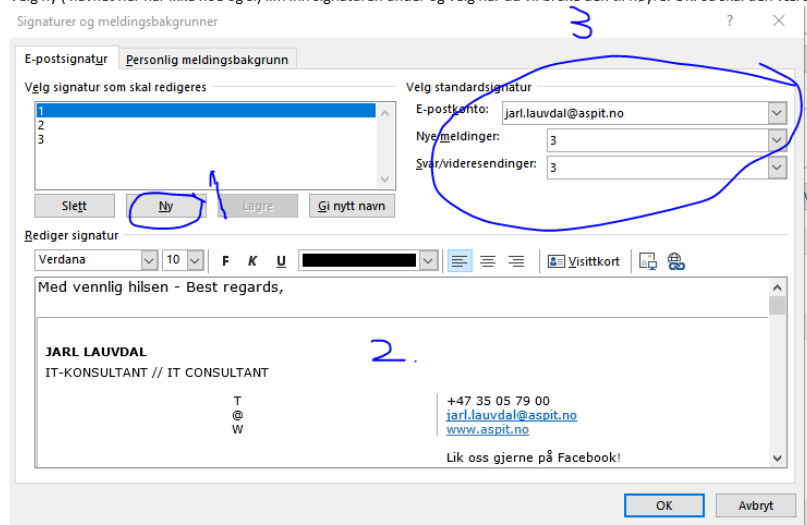 Signaturer og meldingsbakgrunner
3
? ×
E-postsignatur
Personlig meldingsbakgrunn
Velg signatur som skal redigeres
1
2
3
Slett
Ny
1
Lagre
Gi nytt navn
Velg standardsignatur
E-postkonto: jarl.lauvdal@aspit.no
Nye meldinger: 3
Svar/videresendinger: 3
Rediger signatur
Verdana 10 F K U Visittkort
Med vennlig hilsen - Best regards,
JARL LAUVDAL
2.
IT-KONSULTANT // IT CONSULTANT
T +47 35 05 79 00
@ jarl.lauvdal@aspit.no
W www.aspit.no
Lik oss gjerne på Facebook!
OK Avbryt